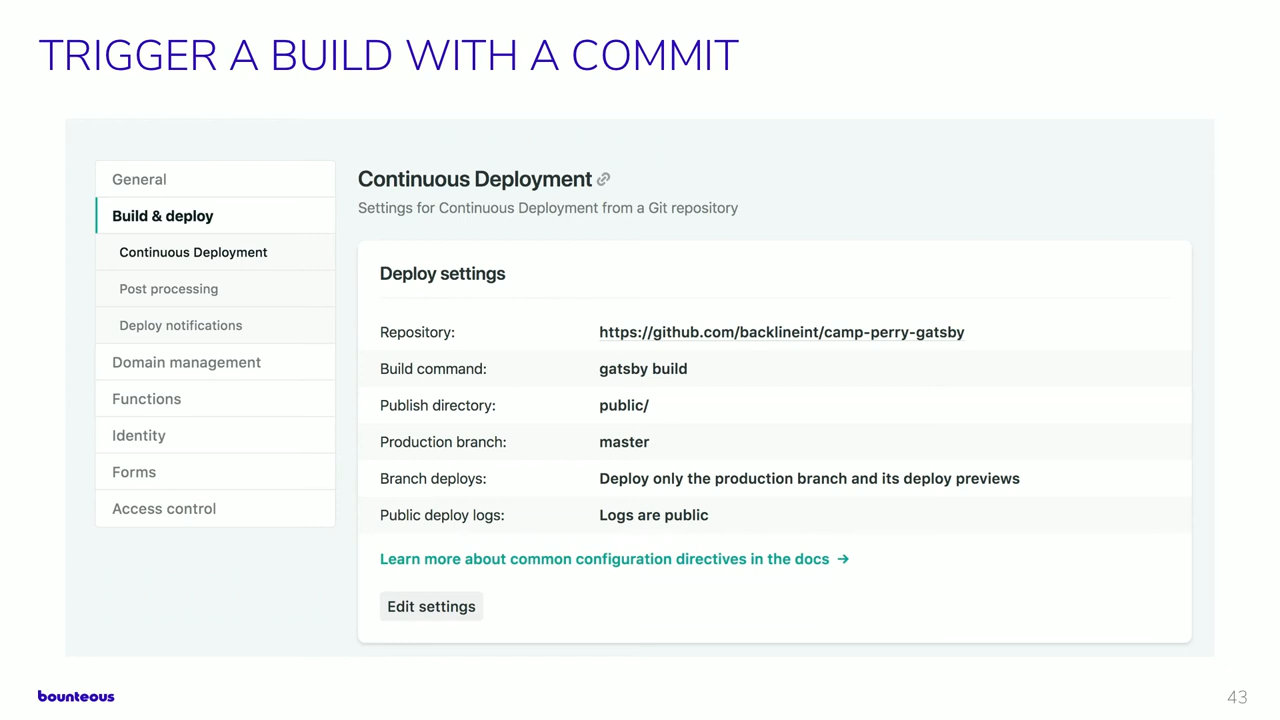 TRIGGER A BUILD WITH A COMMIT
General
Build & deploy
Continuous Deployment
Post processing
Deploy notifications
Domain management
Functions
Identity
Forms
Access control
Continuous Deployment
Settings for Continuous Deployment from a Git repository
Deploy settings
Repository: https://github.com/backlineint/camp-perry-gatsby
Build command: gatsby build
Publish directory: public/
Production branch: master
Branch deploys: Deploy only the production branch and its deploy previews
Public deploy logs: Logs are public
Learn more about common configuration directives in the docs →
Edit settings
bounteous
43